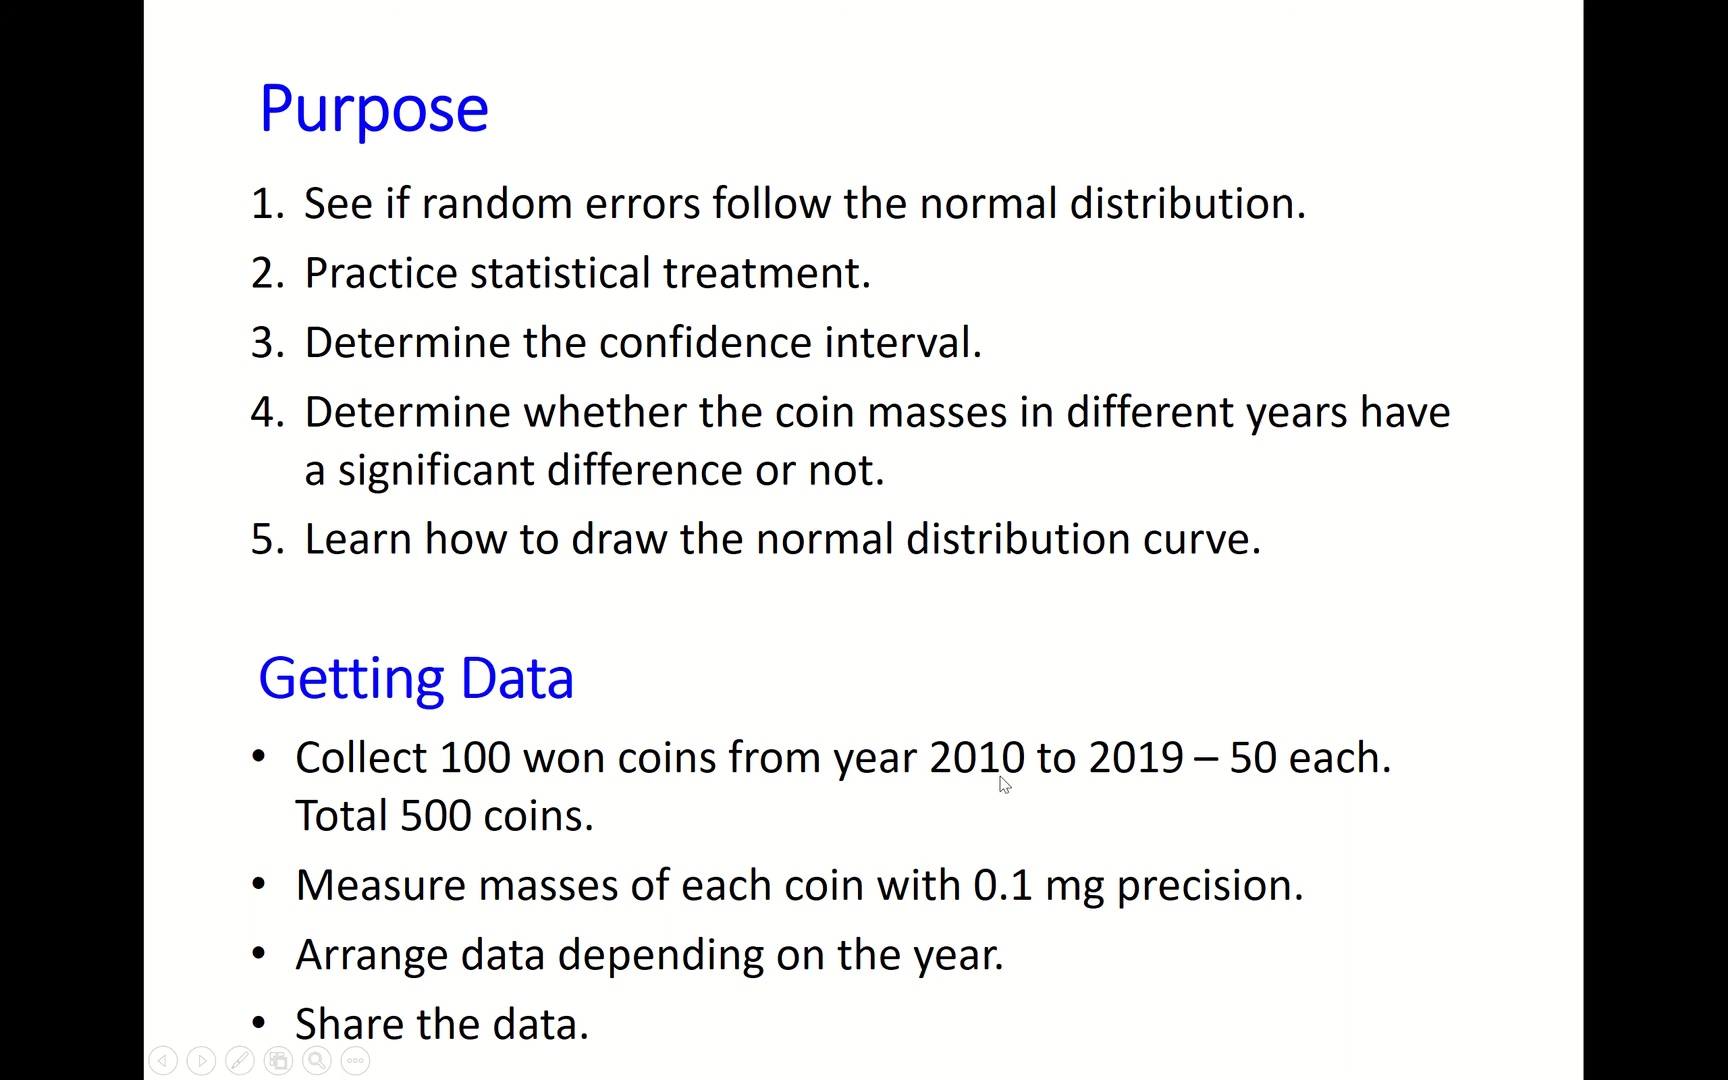 Purpose
1. See if random errors follow the normal distribution.
2. Practice statistical treatment.
3. Determine the confidence interval.
4. Determine whether the coin masses in different years have
a significant difference or not.
5. Learn how to draw the normal distribution curve.
Getting Data
• Collect 100 won coins from year 2010 to 2019 – 50 each.
Total 500 coins.
• Measure masses of each coin with 0.1 mg precision.
• Arrange data depending on the year.
• Share the data.